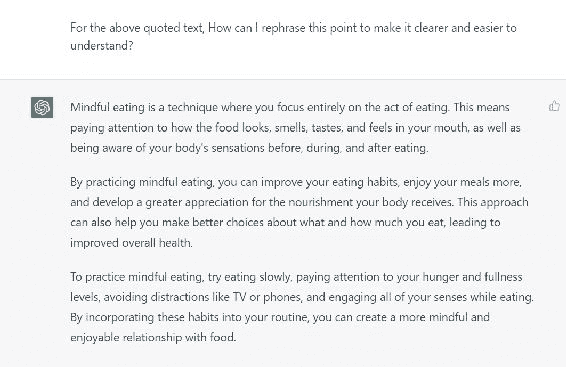 For the above quoted text, How can I rephrase this point to make it clearer and easier to
understand?
Mindful eating is a technique where you focus entirely on the act of eating. This means
paying attention to how the food looks, smells, tastes, and feels in your mouth, as well as
being aware of your body's sensations before, during, and after eating.
By practicing mindful eating, you can improve your eating habits, enjoy your meals more,
and develop a greater appreciation for the nourishment your body receives. This approach
can also help you make better choices about what and how much you eat, leading to
improved overall health.
To practice mindful eating, try eating slowly, paying attention to your hunger and fullness
levels, avoiding distractions like TV or phones, and engaging all of your senses while eating.
By incorporating these habits into your routine, you can create a more mindful and
enjoyable relationship with food.